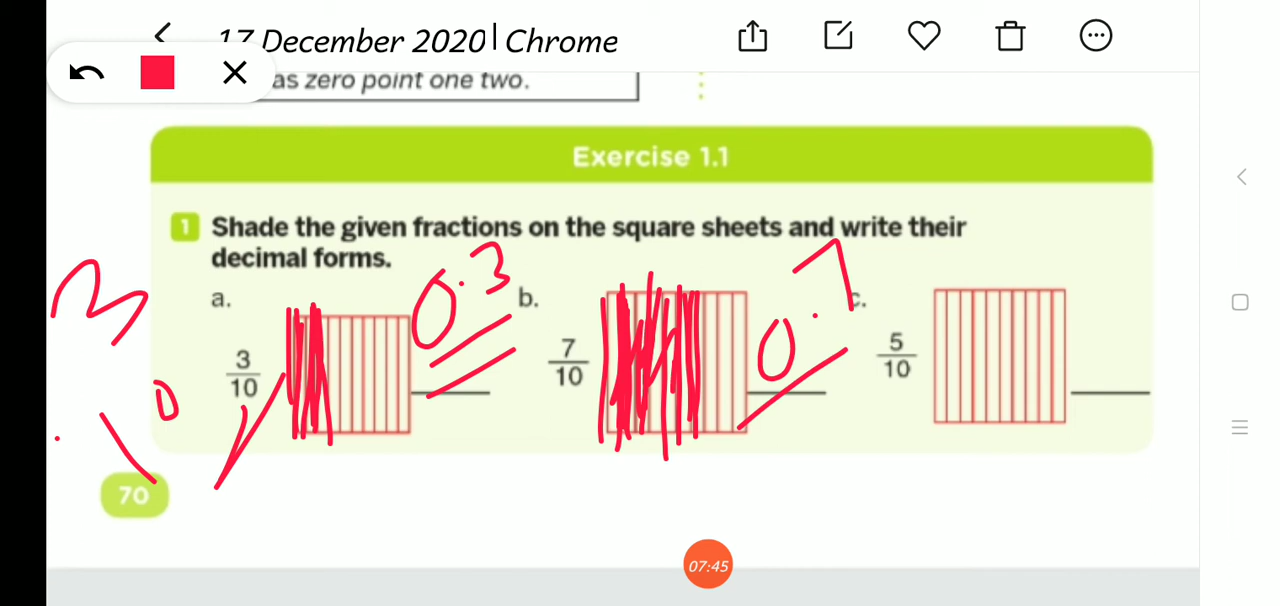 17 December 2020 | Chrome
as zero point one two.
Exercise 1.1
1 Shade the given fractions on the square sheets and write their
decimal forms.
a. 3/10 0.3
b. 7/10 0.7
c. 5/10
3
10
70
07:45